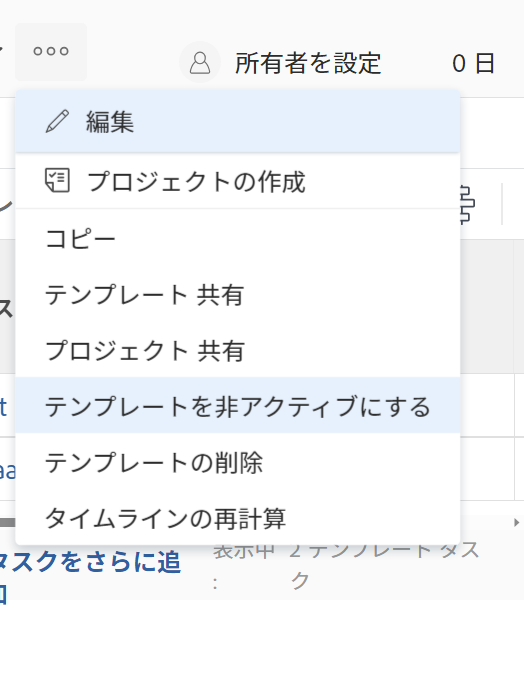 所有者を設定 0 日
編集
プロジェクトの作成
コピー
テンプレート 共有
プロジェクト 共有
テンプレートを非アクティブにする
テンプレートの削除
タイムラインの再計算
タスクをさらに追
表示中 2 テンプレート タス
: ク
加